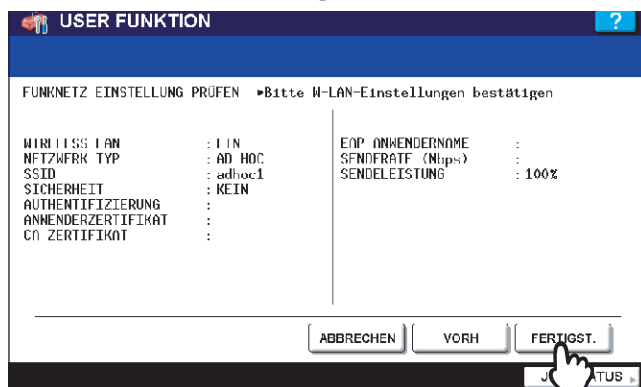 USER FUNKTION
?
FUNKNETZ EINSTELLUNG PRÜFEN ►Bitte W-LAN-Einstellungen bestätigen
WIRELESS LAN : EIN
NETZWERK TYP : AD HOC
SSID : adhoc1
SICHERHEIT : KEIN
AUTHENTIFIZIERUNG :
ANWENDERZERTIFIKAT :
CA ZERTIFIKAT :
EAP ANWENDERNAME :
SENDERATE (Mbps) :
SENDELEISTUNG : 100%
ABBRECHEN
VORH
FERTIGST.